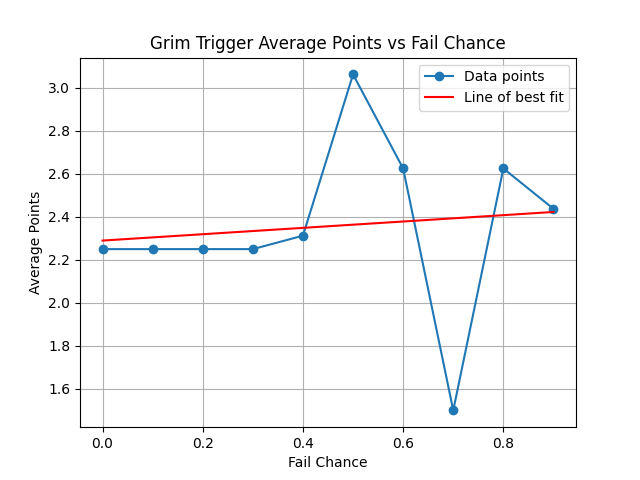 Grim Trigger Average Points vs Fail Chance
Data points
Line of best fit
Average Points
3.0
2.8
2.6
2.4
2.2
2.0
1.8
1.6
0.0 0.2 0.4 0.6 0.8
Fail Chance